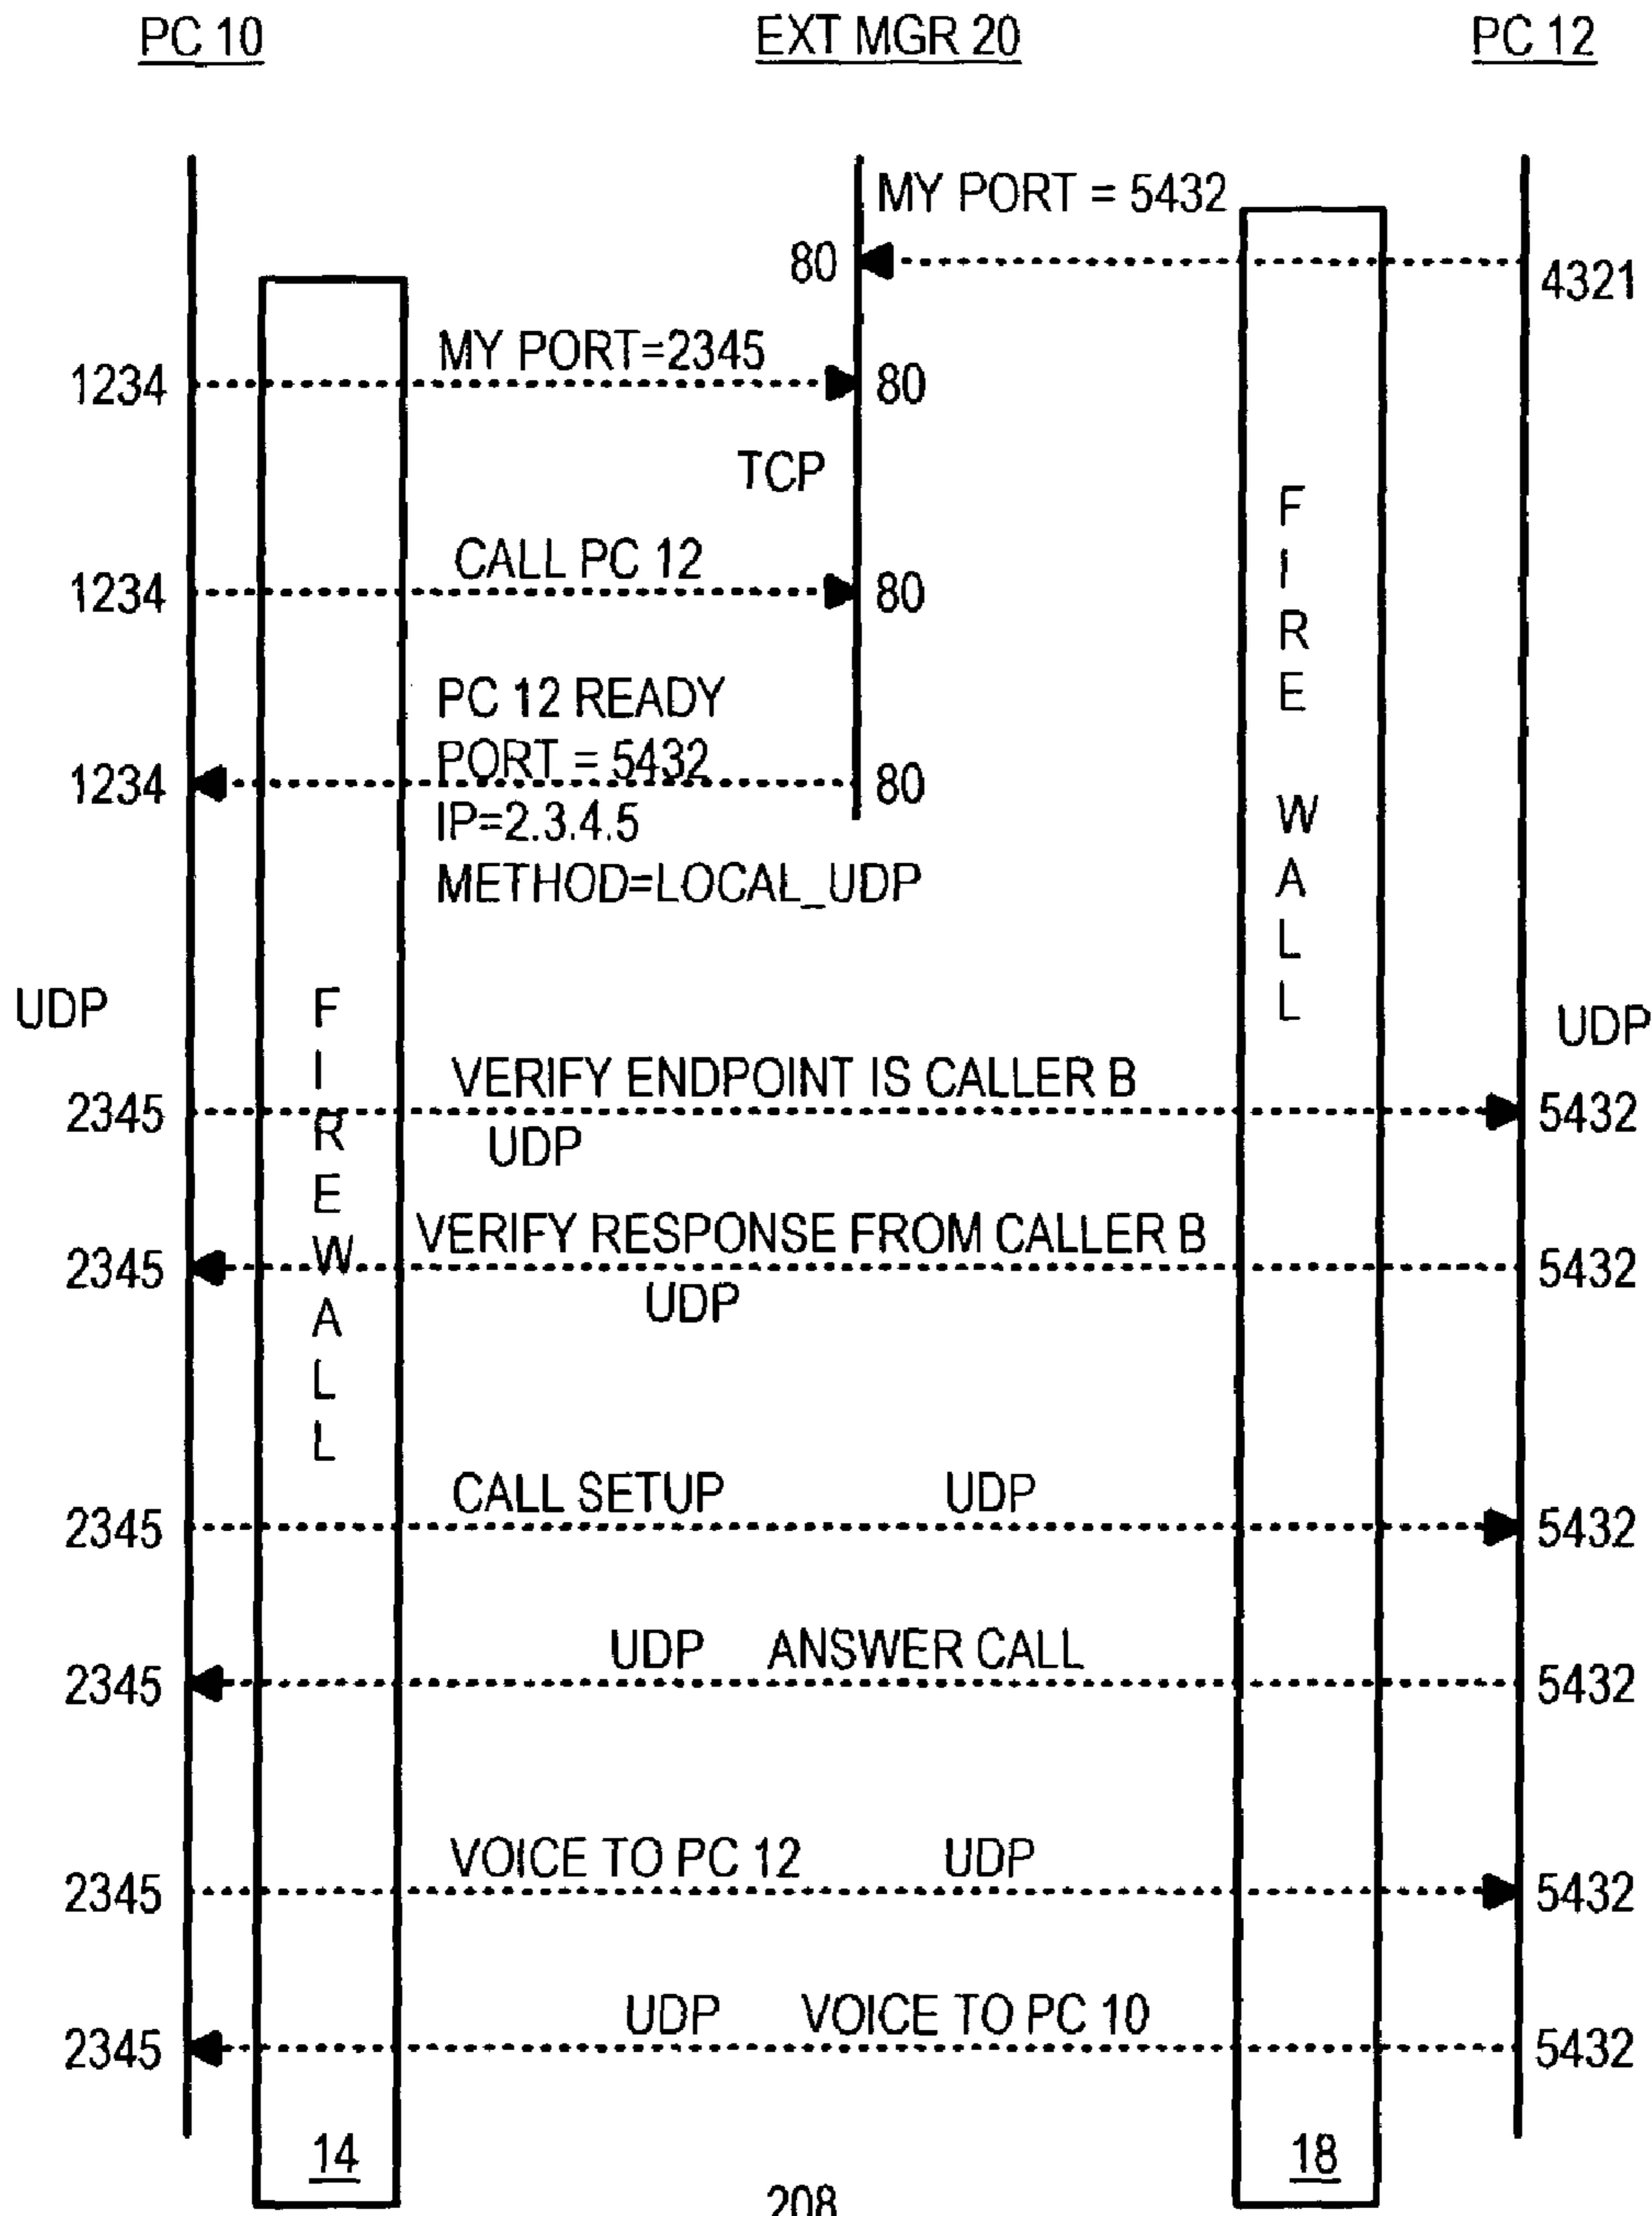 PC 10 EXT MGR 20 PC 12
MY PORT = 5432
80 4321
MY PORT=2345
1234 80
TCP
CALL PC 12
1234 80
PC 12 READY
PORT = 5432
1234 80
IP=2.3.4.5
METHOD=LOCAL_UDP
FIRE WALL
UDP UDP
FIREWALL
VERIFY ENDPOINT IS CALLER B
2345 5432
UDP
VERIFY RESPONSE FROM CALLER B
2345 5432
UDP
CALL SETUP UDP
2345 5432
UDP ANSWER CALL
2345 5432
VOICE TO PC 12 UDP
2345 5432
UDP VOICE TO PC 10
2345 5432
14 18
208